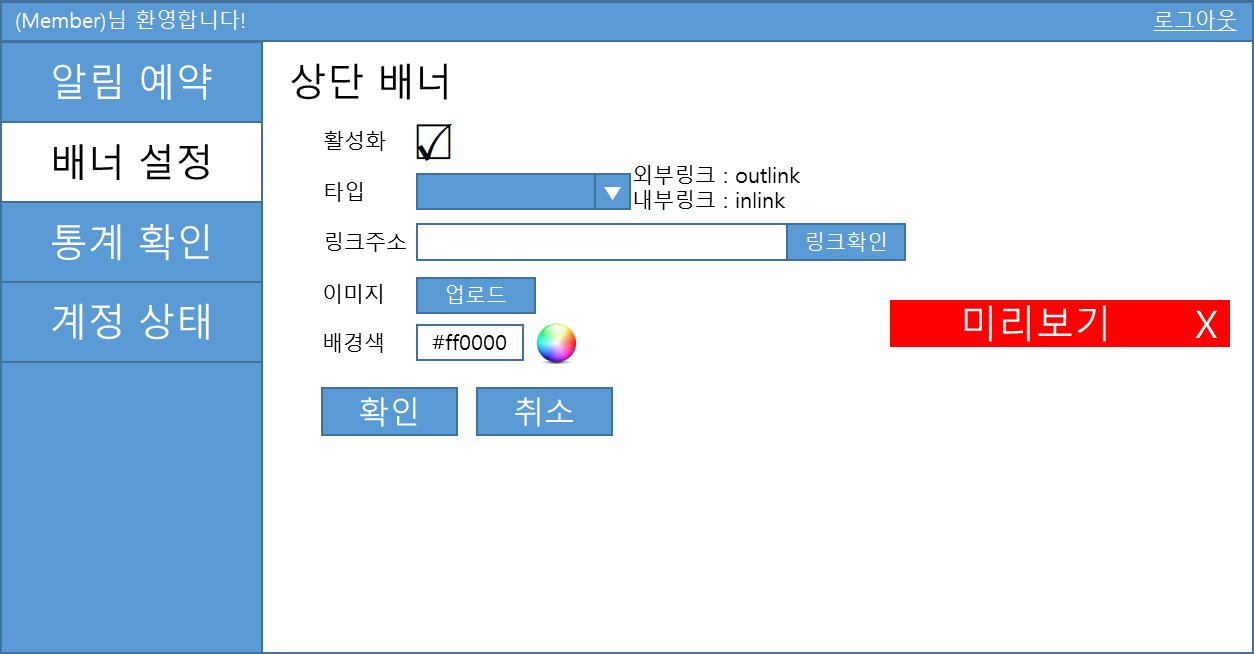 (Member)님 환영합니다!
로그아웃
알림 예약
배너 설정
통계 확인
계정 상태
상단 배너
활성화
타입
외부링크 : outlink
내부링크 : inlink
링크주소
링크확인
이미지
업로드
배경색
#ff0000
미리보기 X
확인
취소